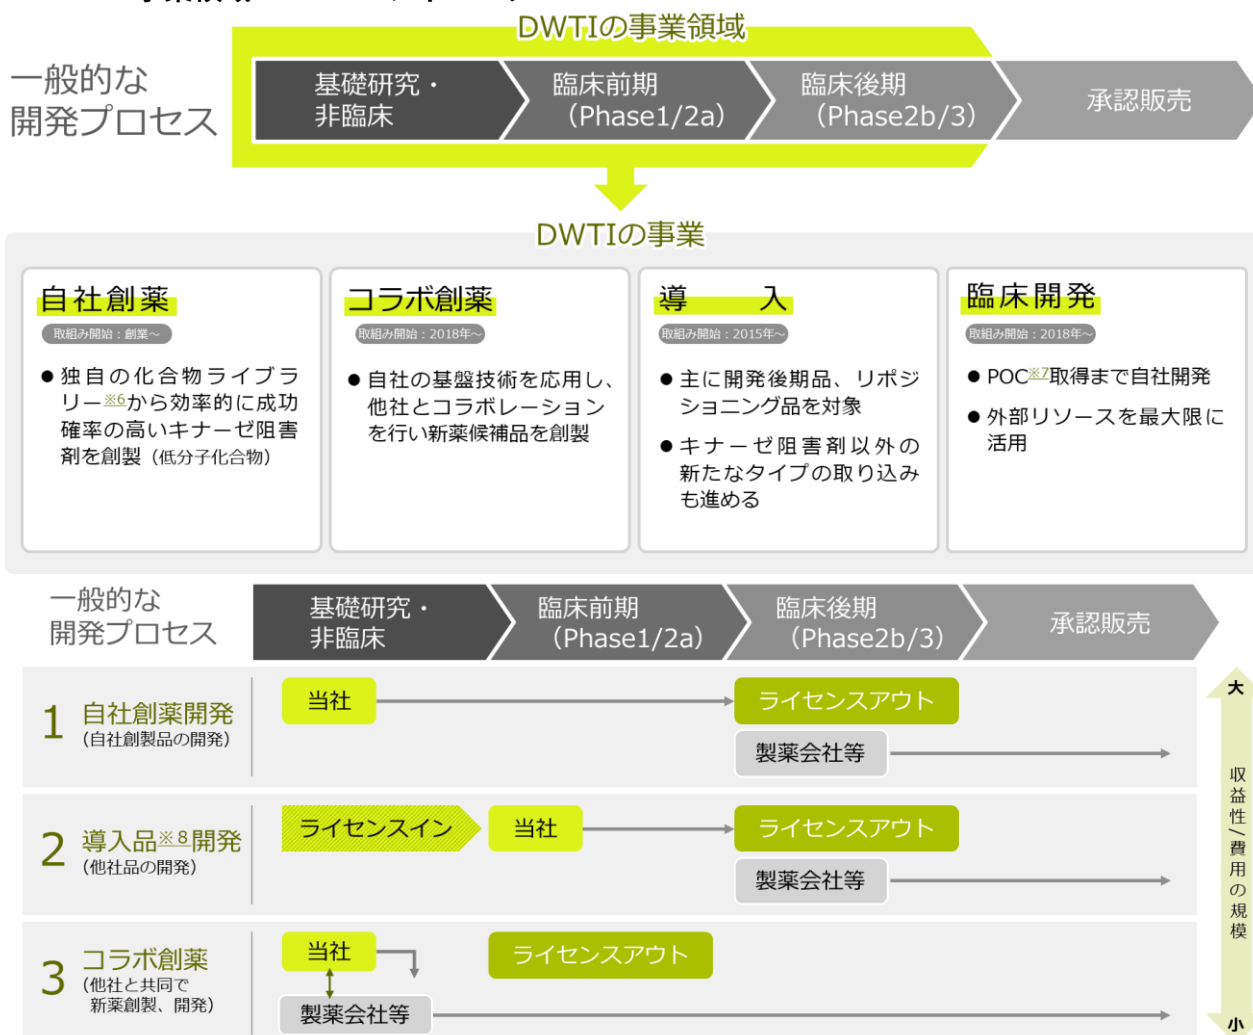 DWTIの事業領域
一般的な
開発プロセス
基礎研究・
非臨床
臨床前期
（Phase1/2a）
臨床後期
（Phase2b/3）
承認販売
DWTIの事業
自社創薬
取組み開始：創業～
● 独自の化合物ライブラ
リー※6から効率的に成功
確率の高いキナーゼ阻害
剤を創製（低分子化合物）
コラボ創薬
取組み開始：2018年～
● 自社の基盤技術を応用し、
他社とコラボレーション
を行い新薬候補品を創製
導入
取組み開始：2015年～
● 主に開発後期品、リポジ
ショニング品を対象
● キナーゼ阻害剤以外の
新たなタイプの取り込み
も進める
臨床開発
取組み開始：2018年～
● POC※7取得まで自社開発
● 外部リソースを最大限に
活用
一般的な
開発プロセス
基礎研究・
非臨床
臨床前期
（Phase1/2a）
臨床後期
（Phase2b/3）
承認販売
1 自社創薬開発
(自社創製品の開発)
当社
ライセンスアウト
製薬会社等
2 導入品※8開発
(他社品の開発)
ライセンスイン
当社
ライセンスアウト
製薬会社等
3 コラボ創薬
(他社と共同で
新薬創製、開発)
当社
ライセンスアウト
製薬会社等
大
収益性/費用の規模
小